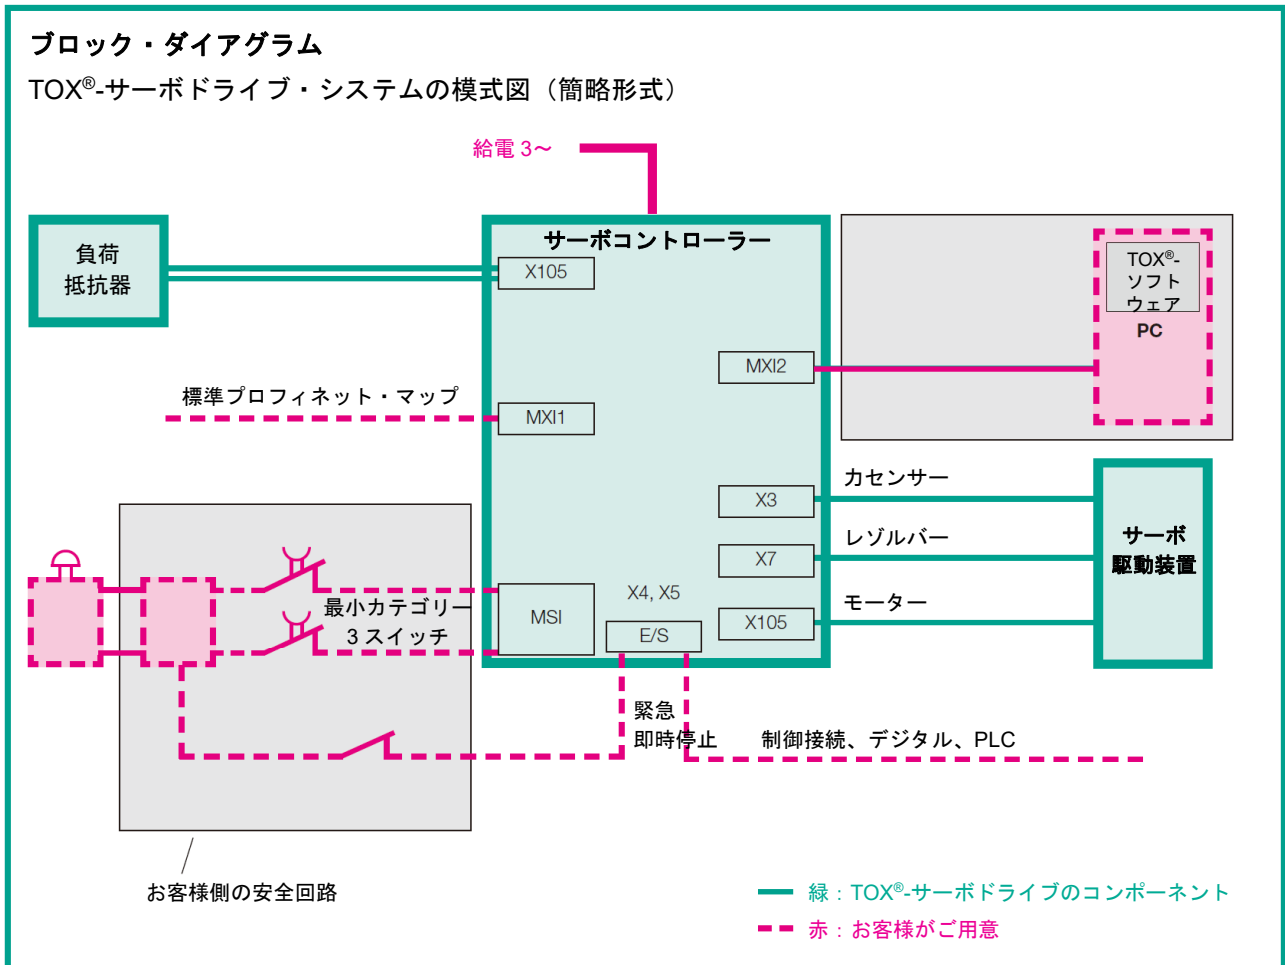 ブロック・ダイアグラム
TOX®-サーボドライブ・システムの模式図（簡略形式）
給電 3～
負荷
抵抗器
サーボコントローラー
X105
TOX®-
ソフト
ウェア
PC
MXI2
標準プロフィネット・マップ
MXI1
力センサー
X3
レゾルバー
X7
サーボ
駆動装置
モーター
X105
最小カテゴリー
3 スイッチ
MSI
X4, X5
E/S
緊急
即時停止
制御接続、デジタル、PLC
お客様側の安全回路
緑：TOX®-サーボドライブのコンポーネント
赤：お客様がご用意